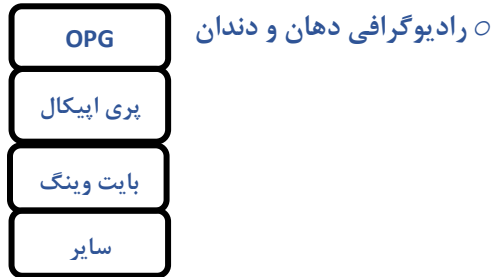 ○ رادیوگرافی دهان و دندان
OPG
پری اپیکال
بایت وینگ
سایر